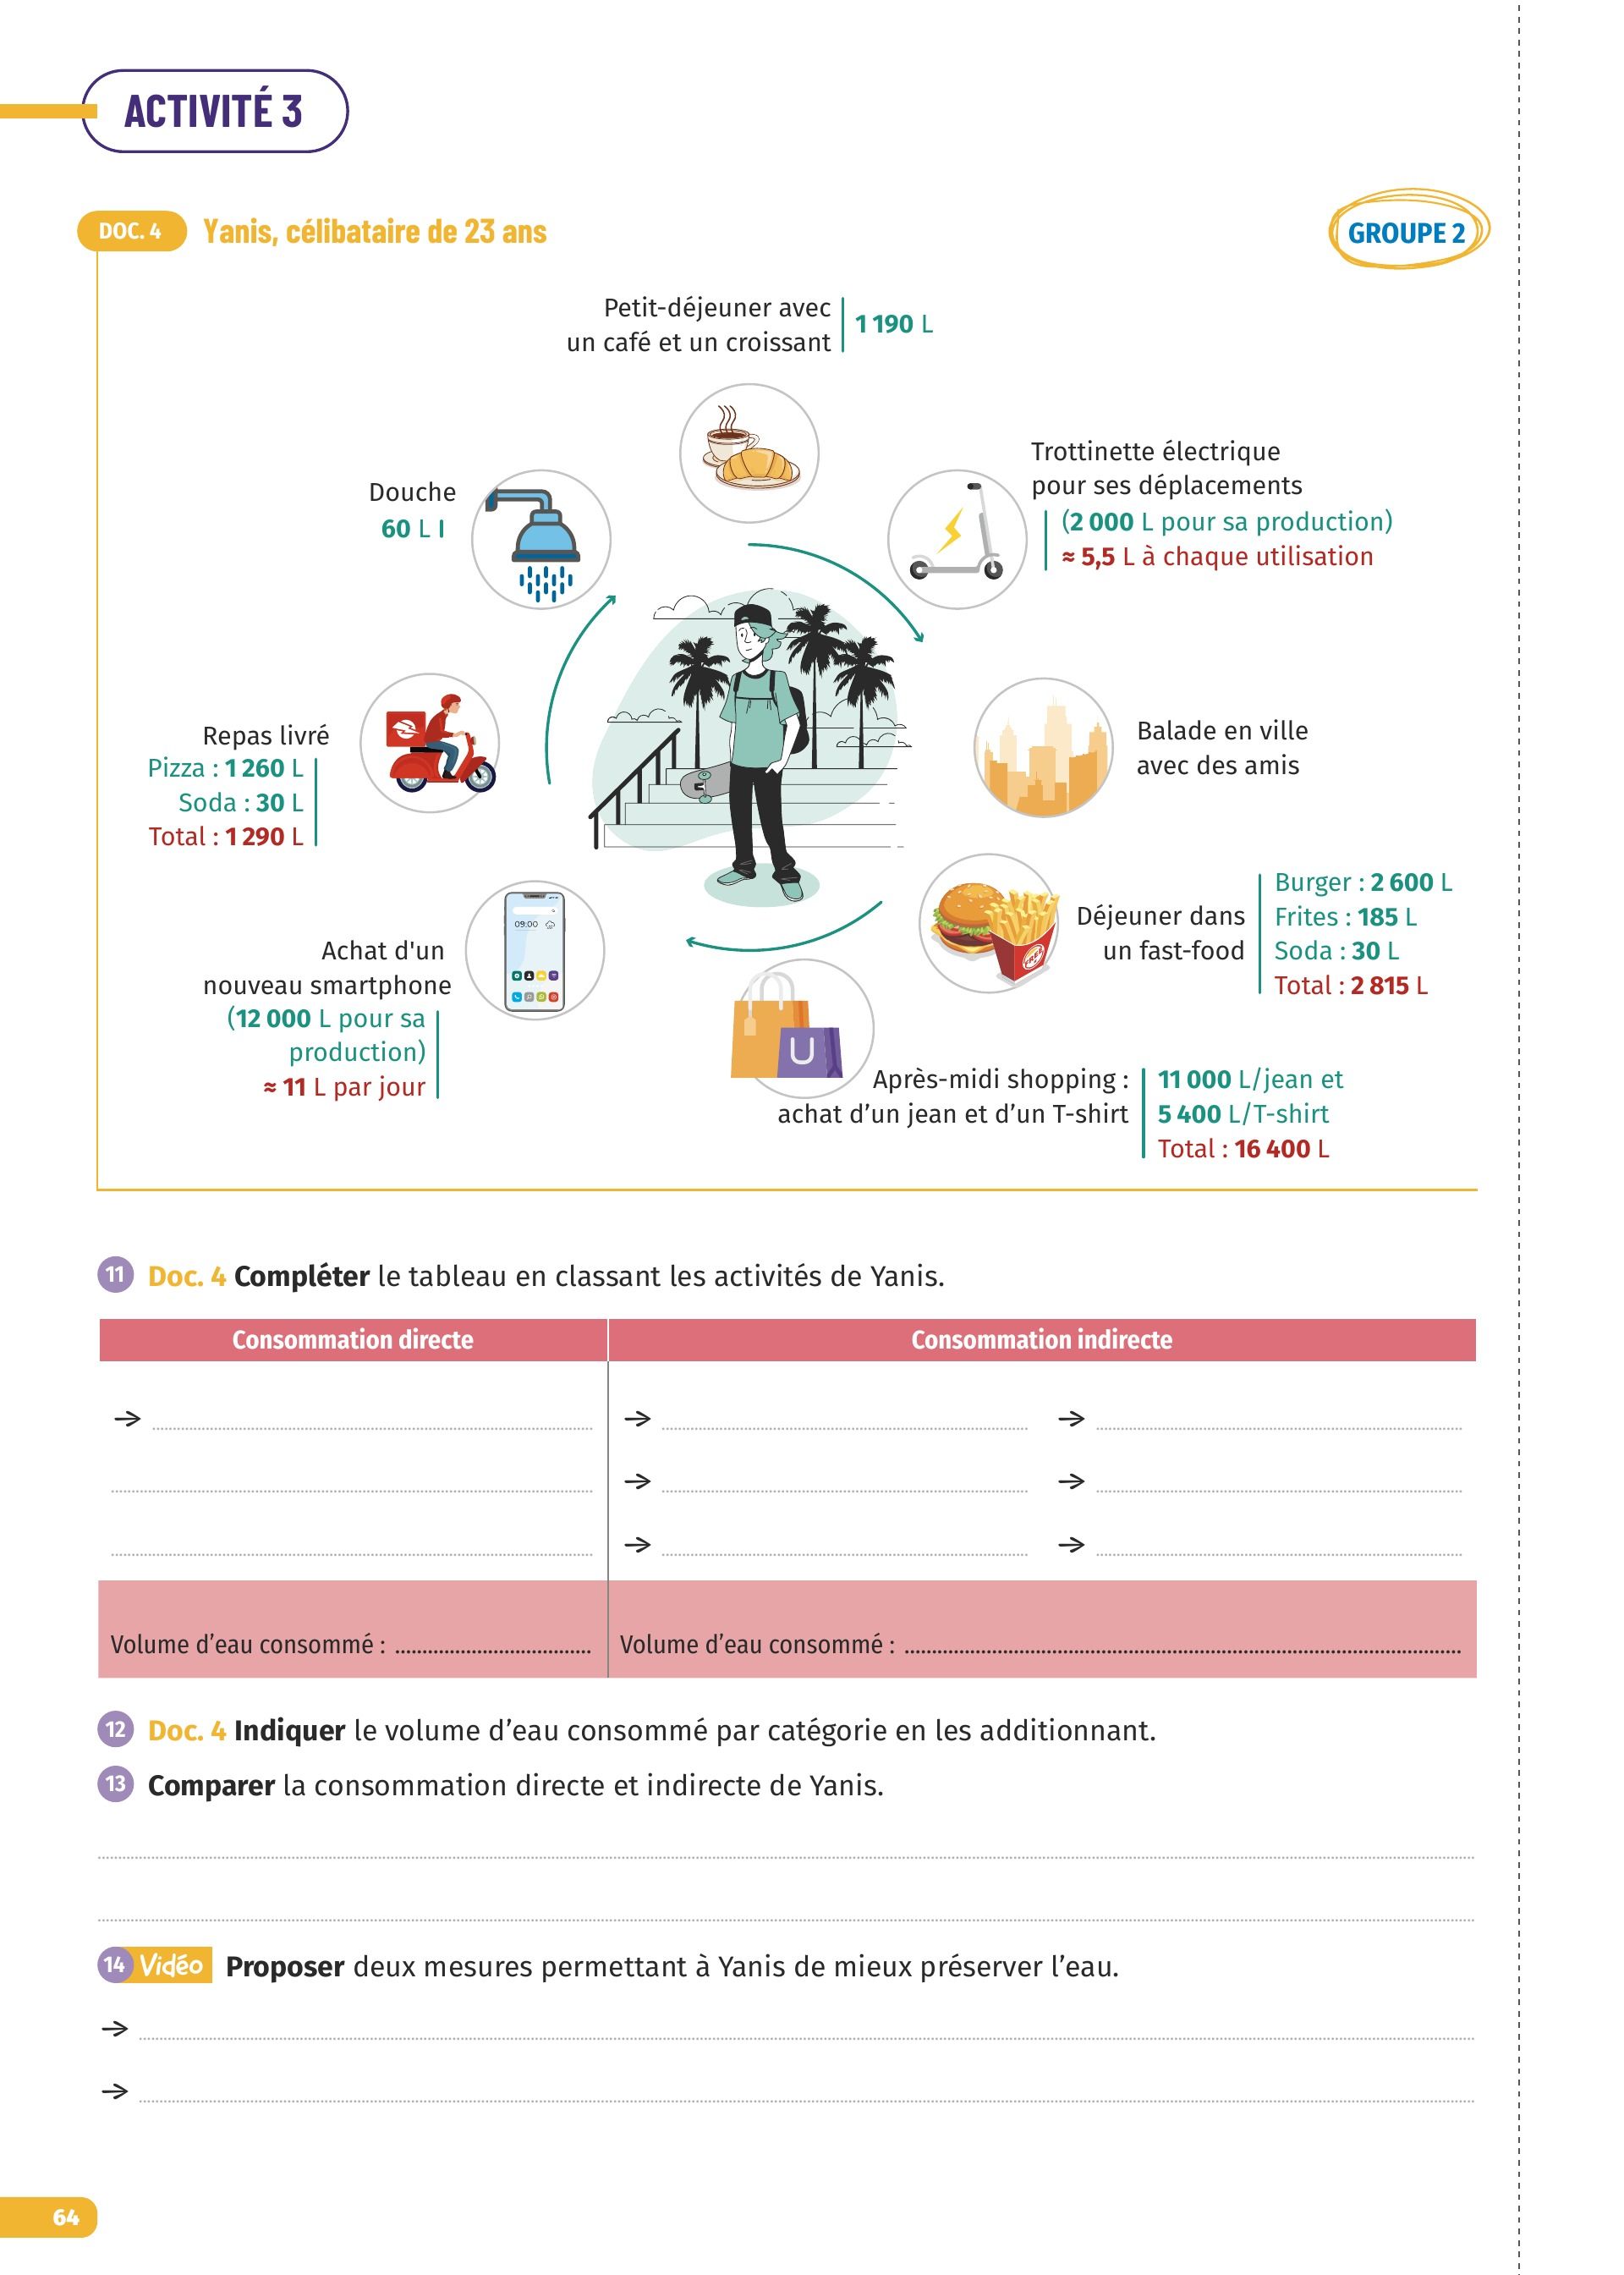 ACTIVITÉ 3
DOC. 4 Yanis, célibataire de 23 ans
GROUPE 2
Petit-déjeuner avec
un café et un croissant
1 190 L
Trottinette électrique
pour ses déplacements
(2 000 L pour sa production)
≈ 5,5 L à chaque utilisation
Balade en ville
avec des amis
Déjeuner dans
un fast-food
Burger : 2 600 L
Frites : 185 L
Soda : 30 L
Total : 2 815 L
Après-midi shopping :
achat d’un jean et d’un T-shirt
11 000 L/jean et
5 400 L/T-shirt
Total : 16 400 L
09:00
Achat d'un
nouveau smartphone
(12 000 L pour sa
production)
≈ 11 L par jour
Repas livré
Pizza : 1 260 L
Soda : 30 L
Total : 1 290 L
Douche
60 L I
11 Doc. 4 Compléter le tableau en classant les activités de Yanis.
Consommation directe
Consommation indirecte
Volume d’eau consommé :
Volume d’eau consommé :
12 Doc. 4 Indiquer le volume d’eau consommé par catégorie en les additionnant.
13 Comparer la consommation directe et indirecte de Yanis.
14 Vidéo Proposer deux mesures permettant à Yanis de mieux préserver l’eau.
64